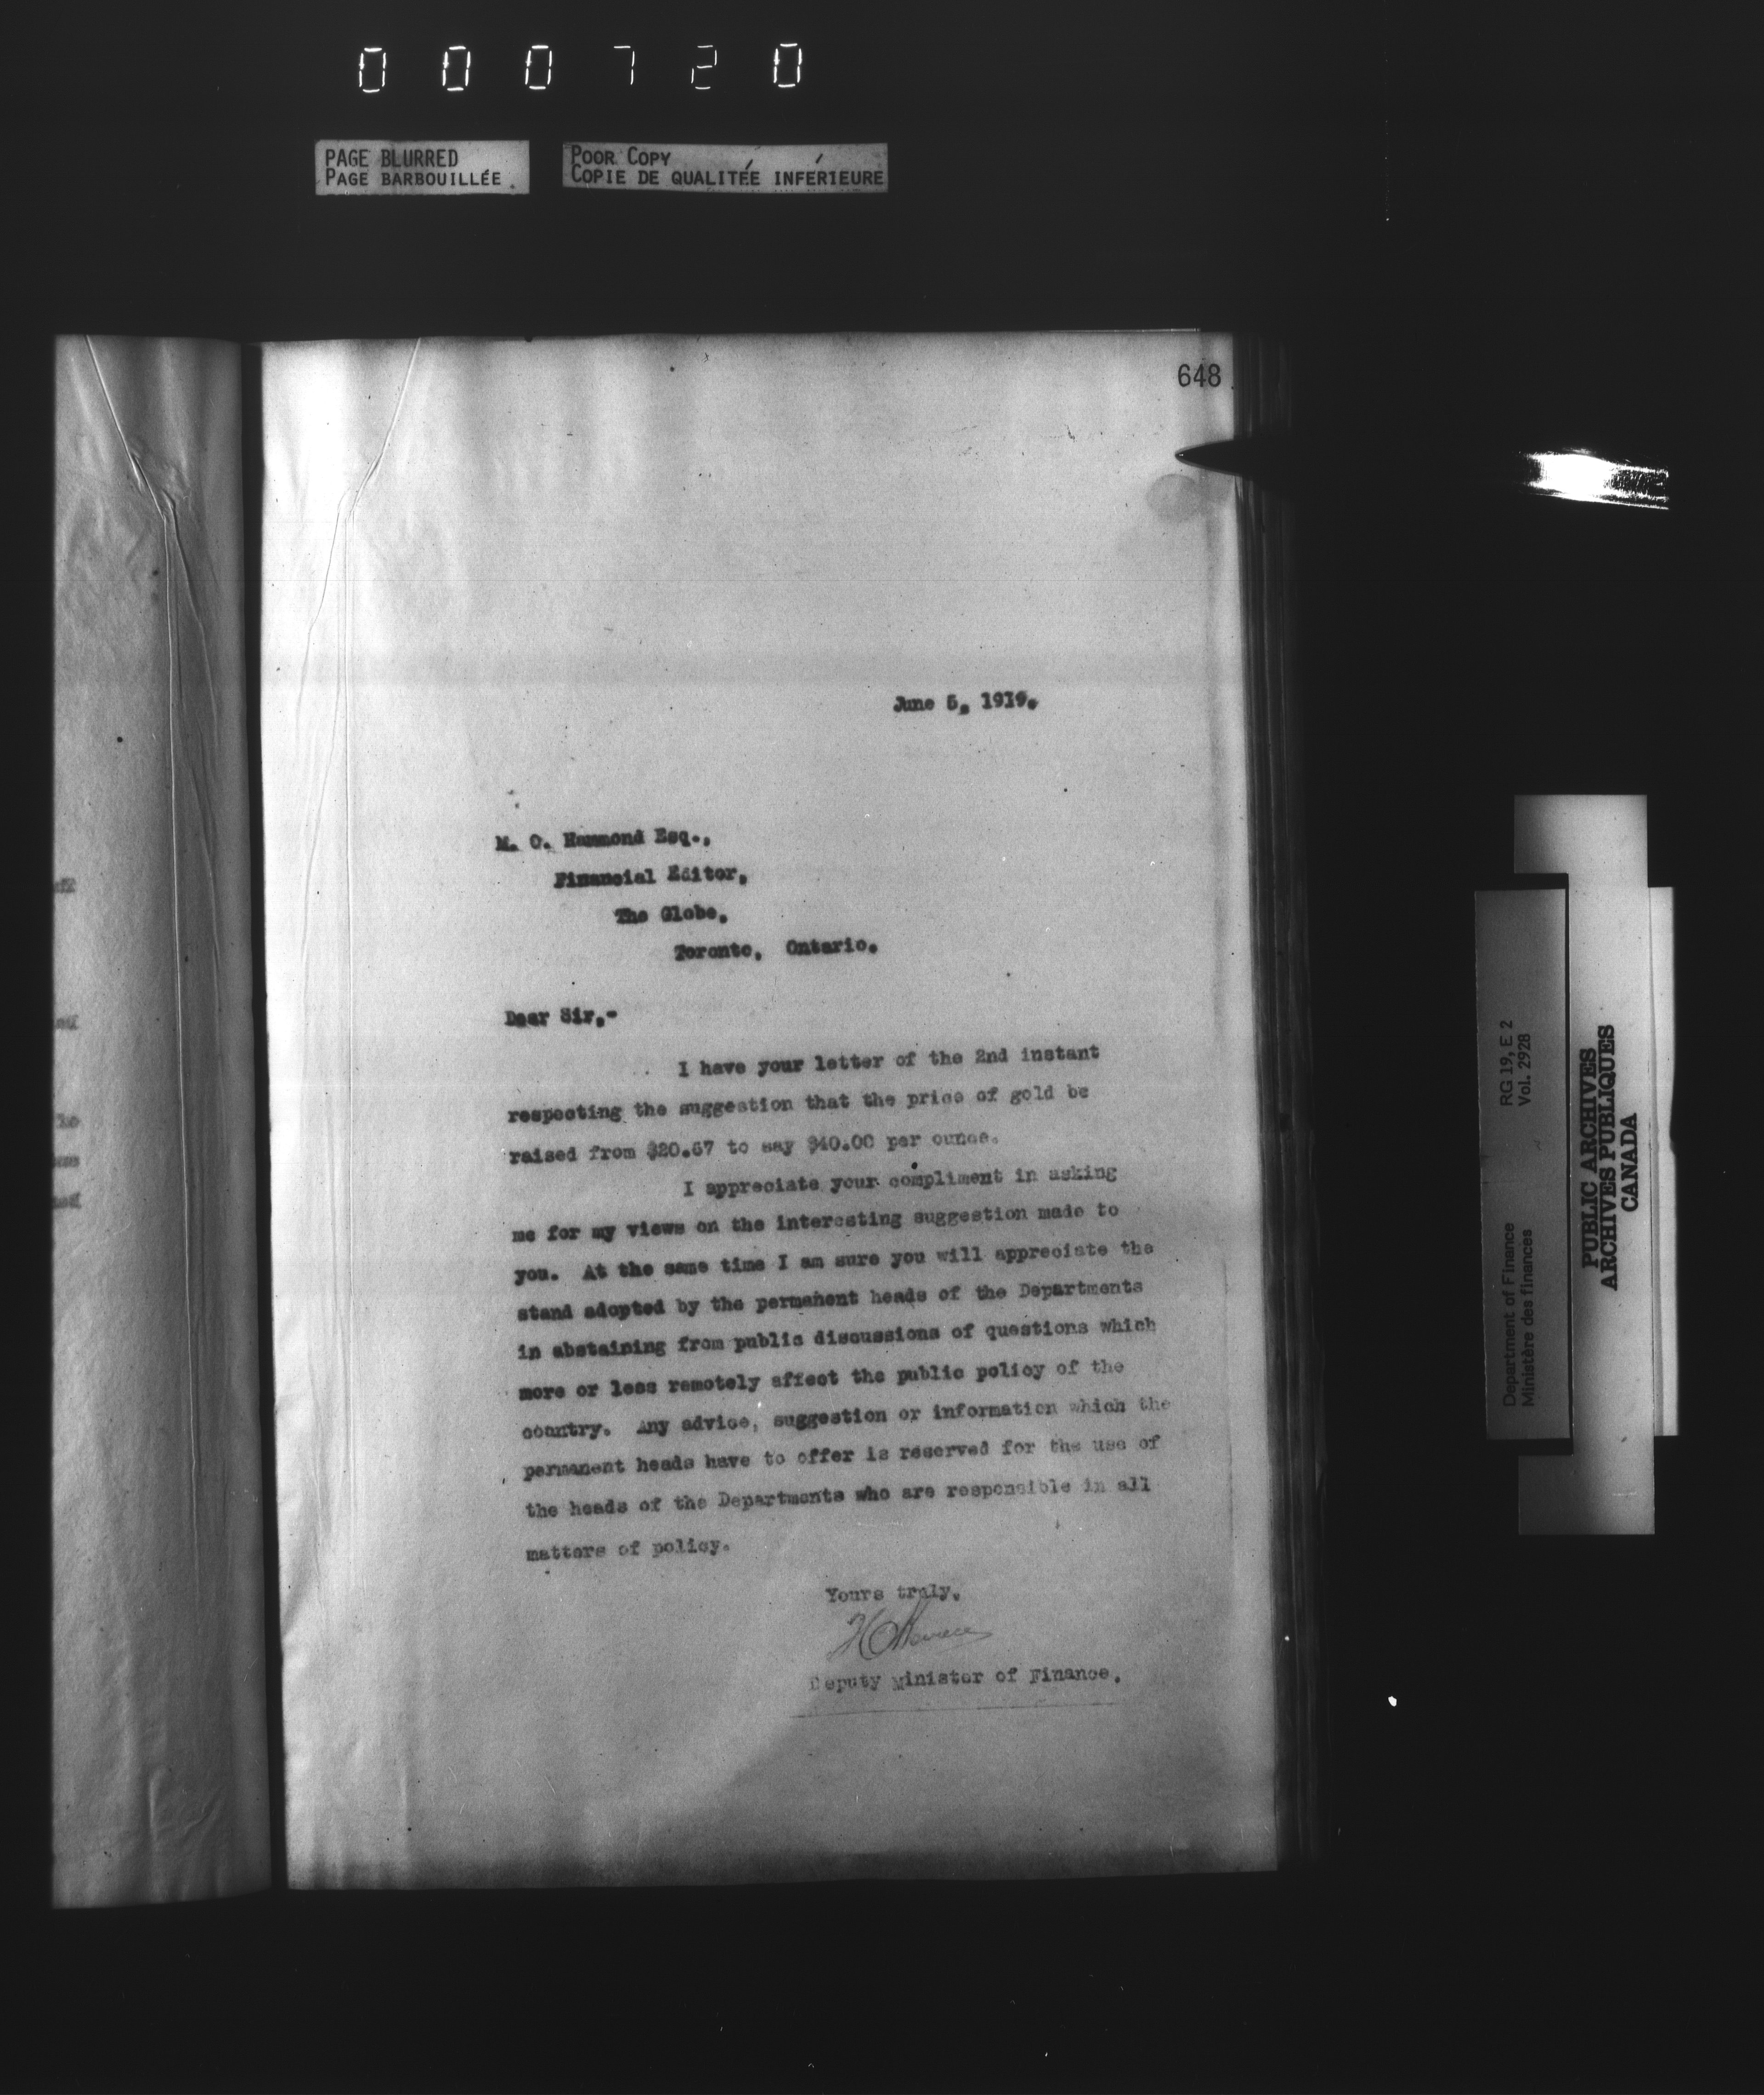 000720
PAGE BLURRED
PAGE BARBOUILLÉE
POOR COPY
COPIE DE QUALITÉE INFÉRIEURE
648
June 5, 1919.
M. O. Hammond Esq.,
Financial Editor,
The Globe,
Toronto, Ontario.
Dear Sir,-
I have your letter of the 2nd instant
respecting the suggestion that the price of gold be
raised from $20.67 to say $40.00 per ounce.
I appreciate your compliment in asking
me for my views on the interesting suggestion made to
you. At the same time I am sure you will appreciate the
stand adopted by the permanent heads of the Departments
in abstaining from public discussions of questions which
more or less remotely affect the public policy of the
country. Any advice, suggestion or information which the
permanent heads have to offer is reserved for the use of
the heads of the Departments who are responsible in all
matters of policy.
Yours truly,
Deputy Minister of Finance.
Department of Finance RG 19, E 2
Ministère des finances Vol. 2928
PUBLIC ARCHIVES
ARCHIVES PUBLIQUES
CANADA